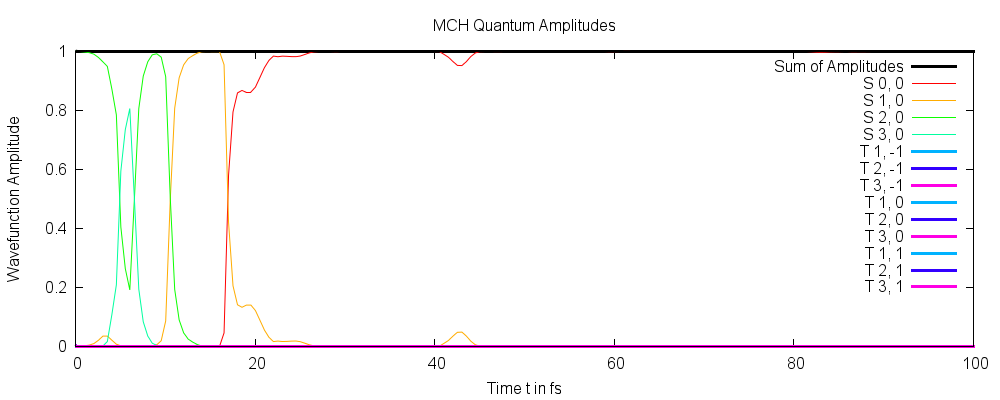 MCH Quantum Amplitudes
Wavefunction Amplitude
1
0.8
0.6
0.4
0.2
0
0 20 40 60 80 100
Time t in fs
Sum of Amplitudes
S 0, 0
S 1, 0
S 2, 0
S 3, 0
T 1, -1
T 2, -1
T 3, -1
T 1, 0
T 2, 0
T 3, 0
T 1, 1
T 2, 1
T 3, 1